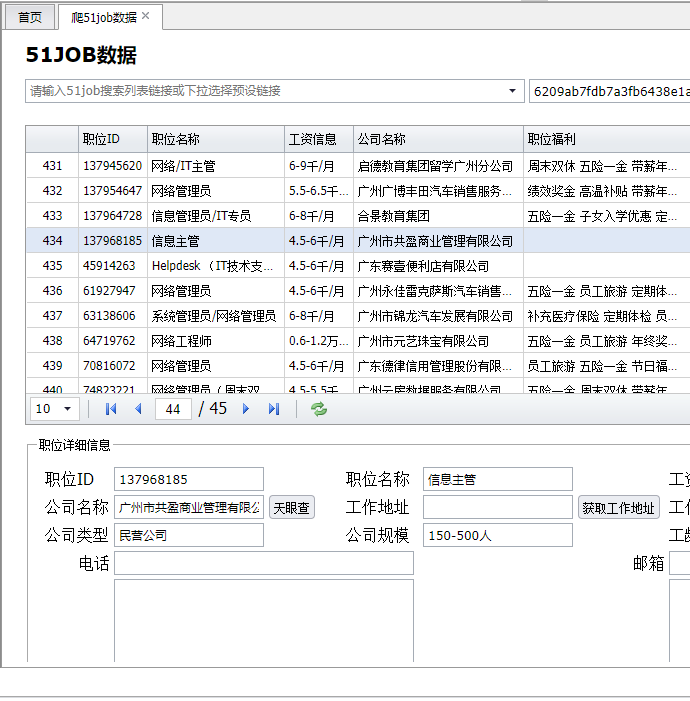 首页 爬51job数据
51JOB数据
请输入51job搜索列表链接或下拉选择预设链接 6209ab7fdb7a3fb6438e1a
职位ID 职位名称 工资信息 公司名称 职位福利
431 137945620 网络/IT主管 6-9千/月 启德教育集团留学广州分公司 周末双休 五险一金 带薪年...
432 137954647 网络管理员 5.5-6.5千... 广州广博丰田汽车销售服务... 绩效奖金 高温补贴 带薪年...
433 137964728 信息管理员/IT专员 6-8千/月 合景教育集团 五险一金 子女入学优惠 定...
434 137968185 信息主管 4.5-6千/月 广州市共盈商业管理有限公司
435 45914263 Helpdesk（IT技术支... 4.5-6千/月 广东赛壹便利店有限公司
436 61927947 网络管理员 4.5-6千/月 广州永佳雷克萨斯汽车销售... 五险一金 员工旅游 定期体...
437 63138606 系统管理员/网络管理员 6-8千/月 广州市锦龙汽车发展有限公司 补充医疗保险 定期体检 员...
438 64719762 网络工程师 0.6-1.2万... 广州市元艺珠宝有限公司 五险一金 员工旅游 年终奖...
439 70816072 网络管理员 4.5-6千/月 广东德律信用管理股份有限... 员工旅游 五险一金 节日福...
440 74823221 网络管理员（周末双 4.5-5.5千 广州云宏数据服务有限公司 五险一金 周末双休 带薪年
10 44 / 45
职位详细信息
职位ID 137968185 职位名称 信息主管
公司名称 广州市共盈商业管理有限公 天眼查 工作地址 获取工作地址
公司类型 民营公司 公司规模 150-500人
电话 邮箱